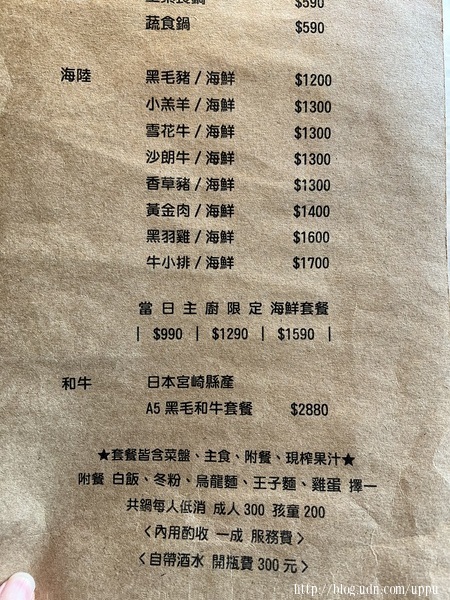 $590
蔬食鍋 $590
海陸 黑毛豬/海鮮 $1200
小羔羊/海鮮 $1300
雪花牛/海鮮 $1300
沙朗牛/海鮮 $1300
香草豬/海鮮 $1300
黃金肉/海鮮 $1400
黑羽雞/海鮮 $1600
牛小排/海鮮 $1700
當日主廚限定 海鮮套餐
| $990 | $1290 | $1590 |
和牛 日本宮崎縣產
A5 黑毛和牛套餐 $2880
★套餐皆含菜盤、主食、附餐、現榨果汁★
附餐 白飯、冬粉、烏龍麵、王子麵、雞蛋 擇一
共鍋每人低消 成人 300 孩童 200
〈內用酌收 一成 服務費〉
〈自帶酒水 開瓶費 300 元〉
http://blog.udn.com/uppu